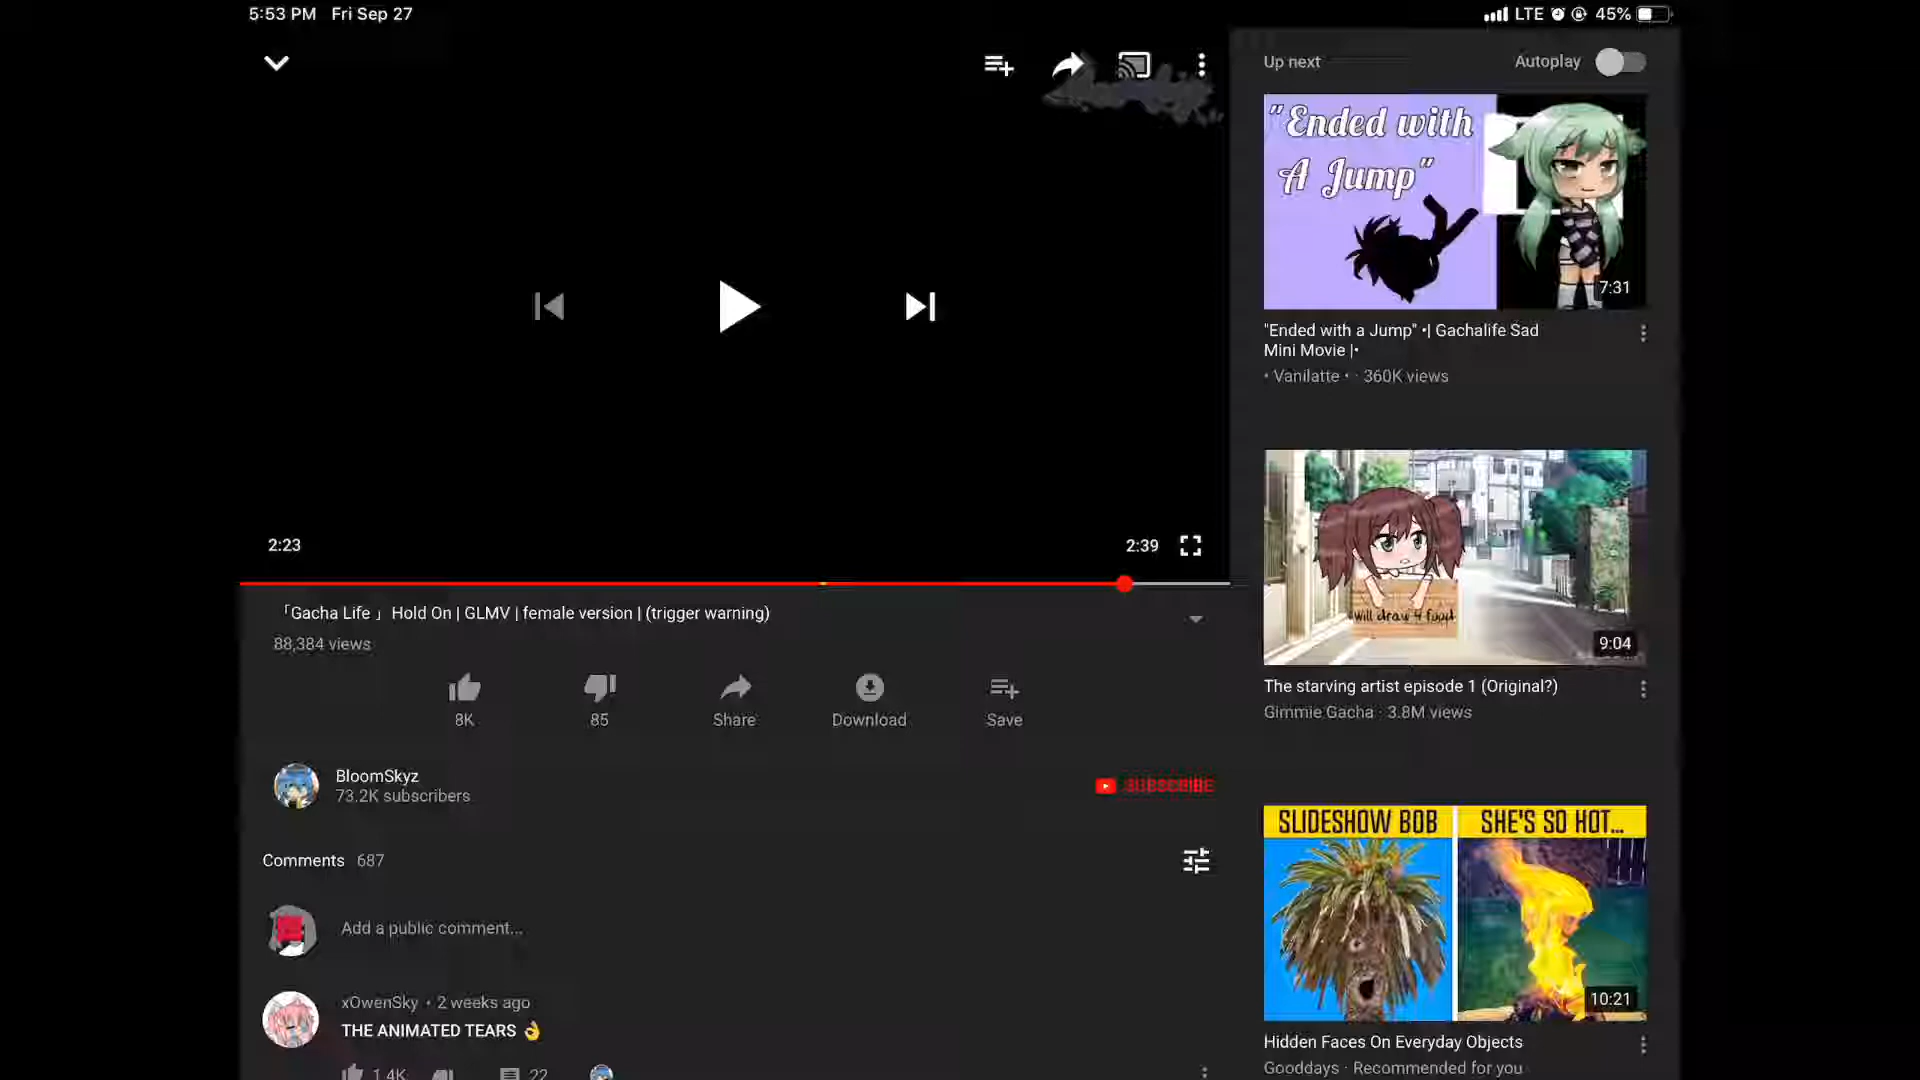 5:53 PM Fri Sep 27
LTE 45%
Up next
Autoplay
"Ended with
A Jump"
7:31
"Ended with a Jump" •| Gachalife Sad
Mini Movie |•
• Vanilatte • · 360K views
2:23
2:39
「Gacha Life 」 Hold On | GLMV | female version | (trigger warning)
88,384 views
8K
85
Share
Download
Save
BloomSkyz
73.2K subscribers
SUBSCRIBE
Comments 687
Add a public comment...
xOwenSky • 2 weeks ago
THE ANIMATED TEARS 👌
1.4K
22
will draw 4 food
9:04
The starving artist episode 1 (Original?)
Gimmie Gacha · 3.8M views
SLIDESHOW BOB
SHE'S SO HOT...
10:21
Hidden Faces On Everyday Objects
Gooddays · Recommended for you